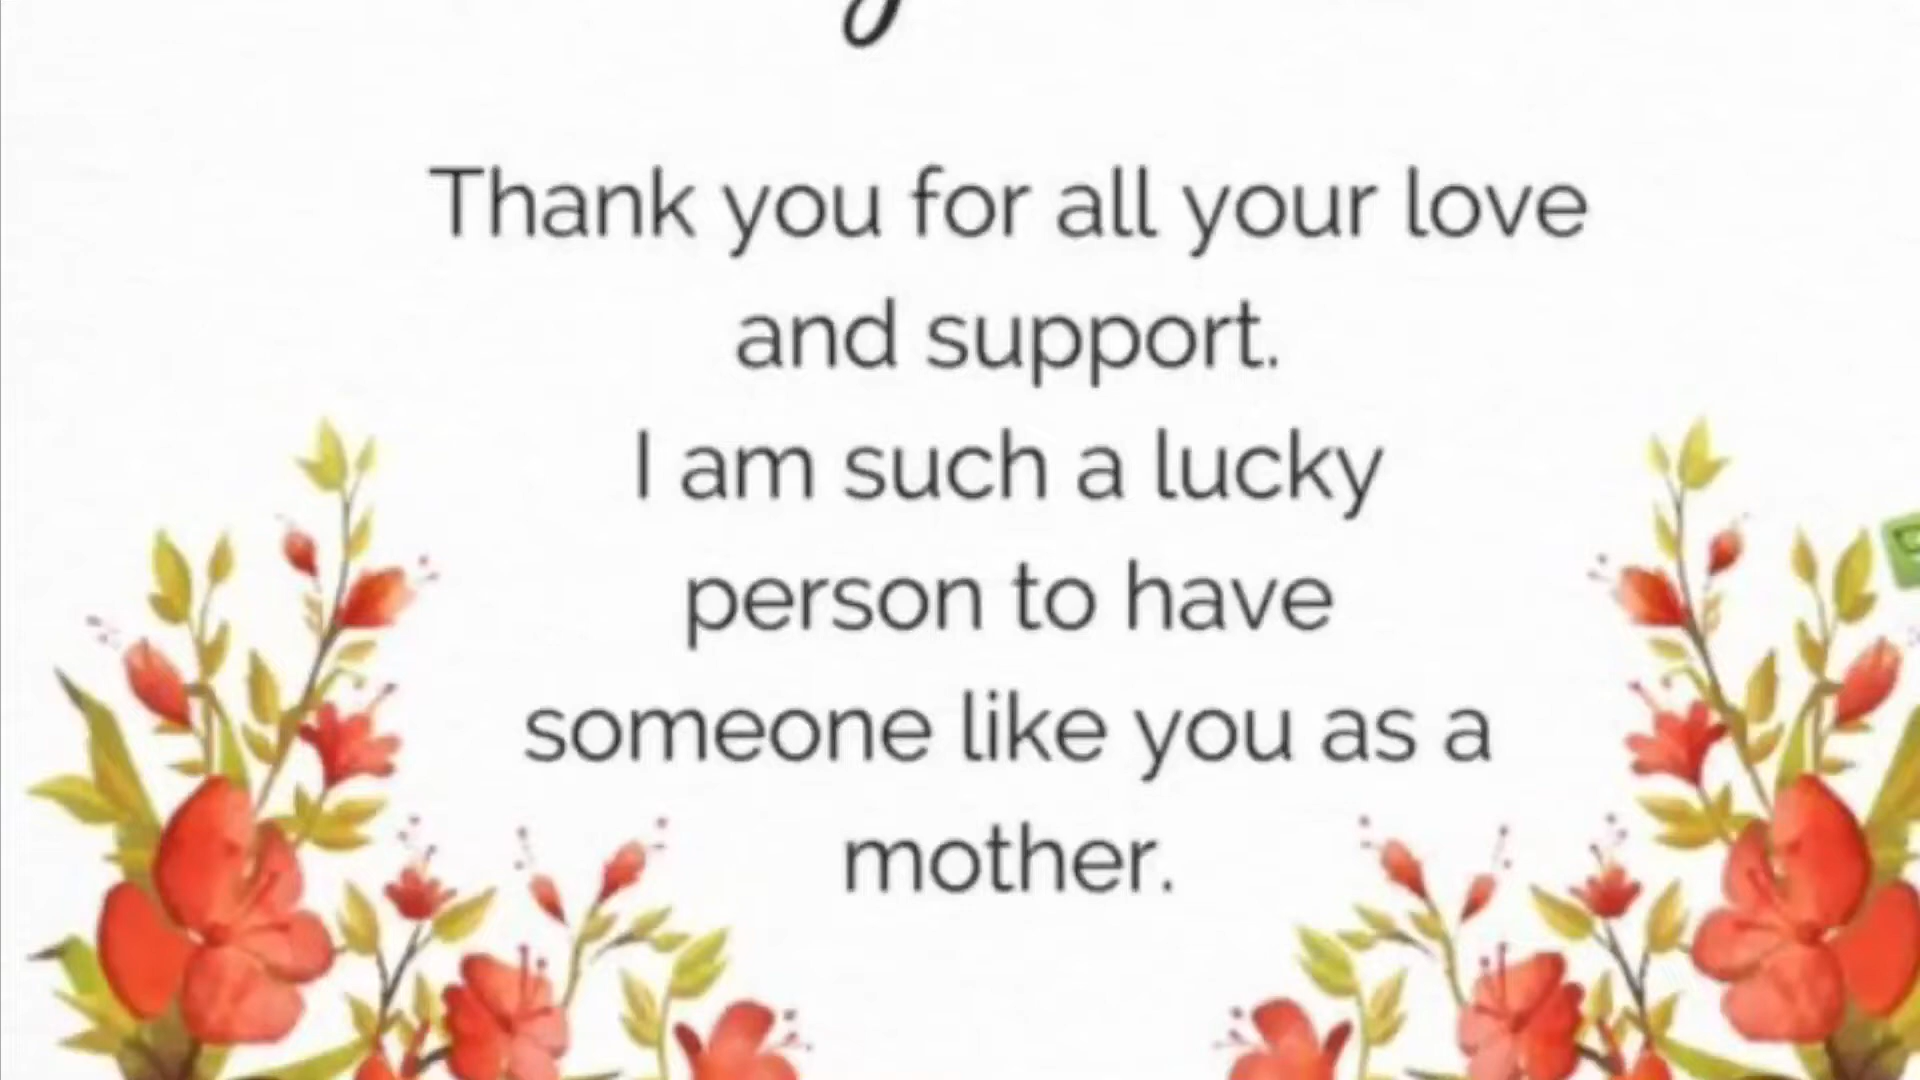 Thank you for all your love
and support.
I am such a lucky
person to have
someone like you as a
mother.